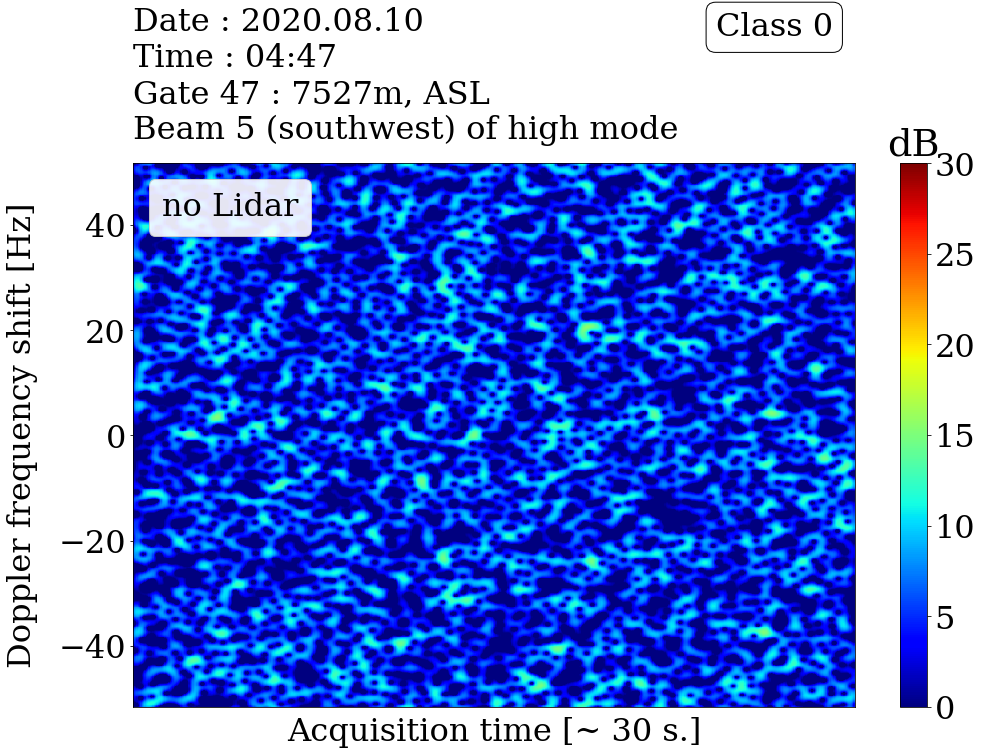 Date : 2020.08.10
Time : 04:47
Gate 47 : 7527m, ASL
Beam 5 (southwest) of high mode
Class 0
dB
no Lidar
Doppler frequency shift [Hz]
40
20
0
−20
−40
Acquisition time [~ 30 s.]
30
25
20
15
10
5
0